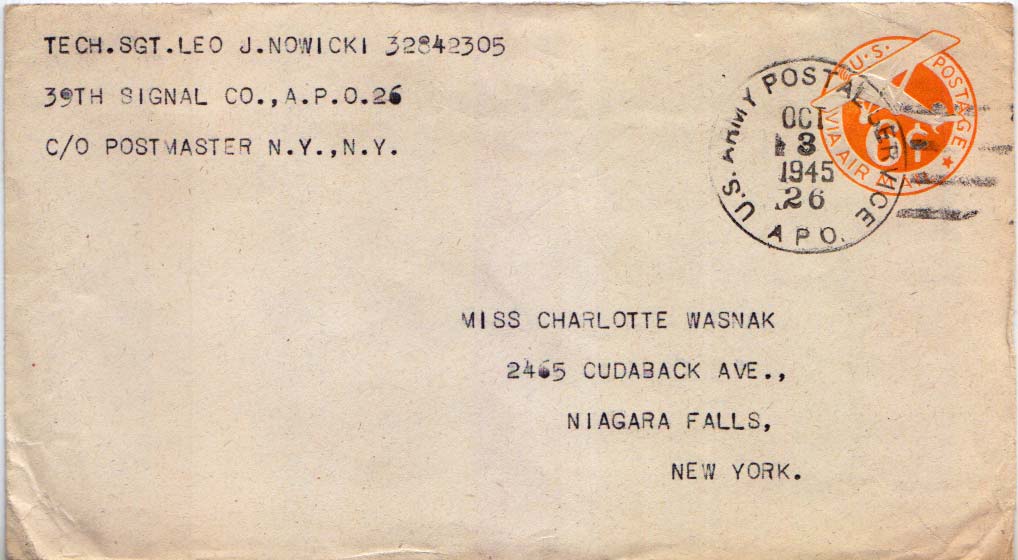 TECH.SGT.LEO J.NOWICKI 32842305
39TH SIGNAL CO.,A.P.O.26
C/O POSTMASTER N.Y.,N.Y.
U.S. ARMY POSTAL SERVICE
OCT
3
1945
26
A P O.
U.S. POSTAGE
6¢
VIA AIR MAIL
MISS CHARLOTTE WASNAK
2465 CUDABACK AVE.,
NIAGARA FALLS,
NEW YORK.